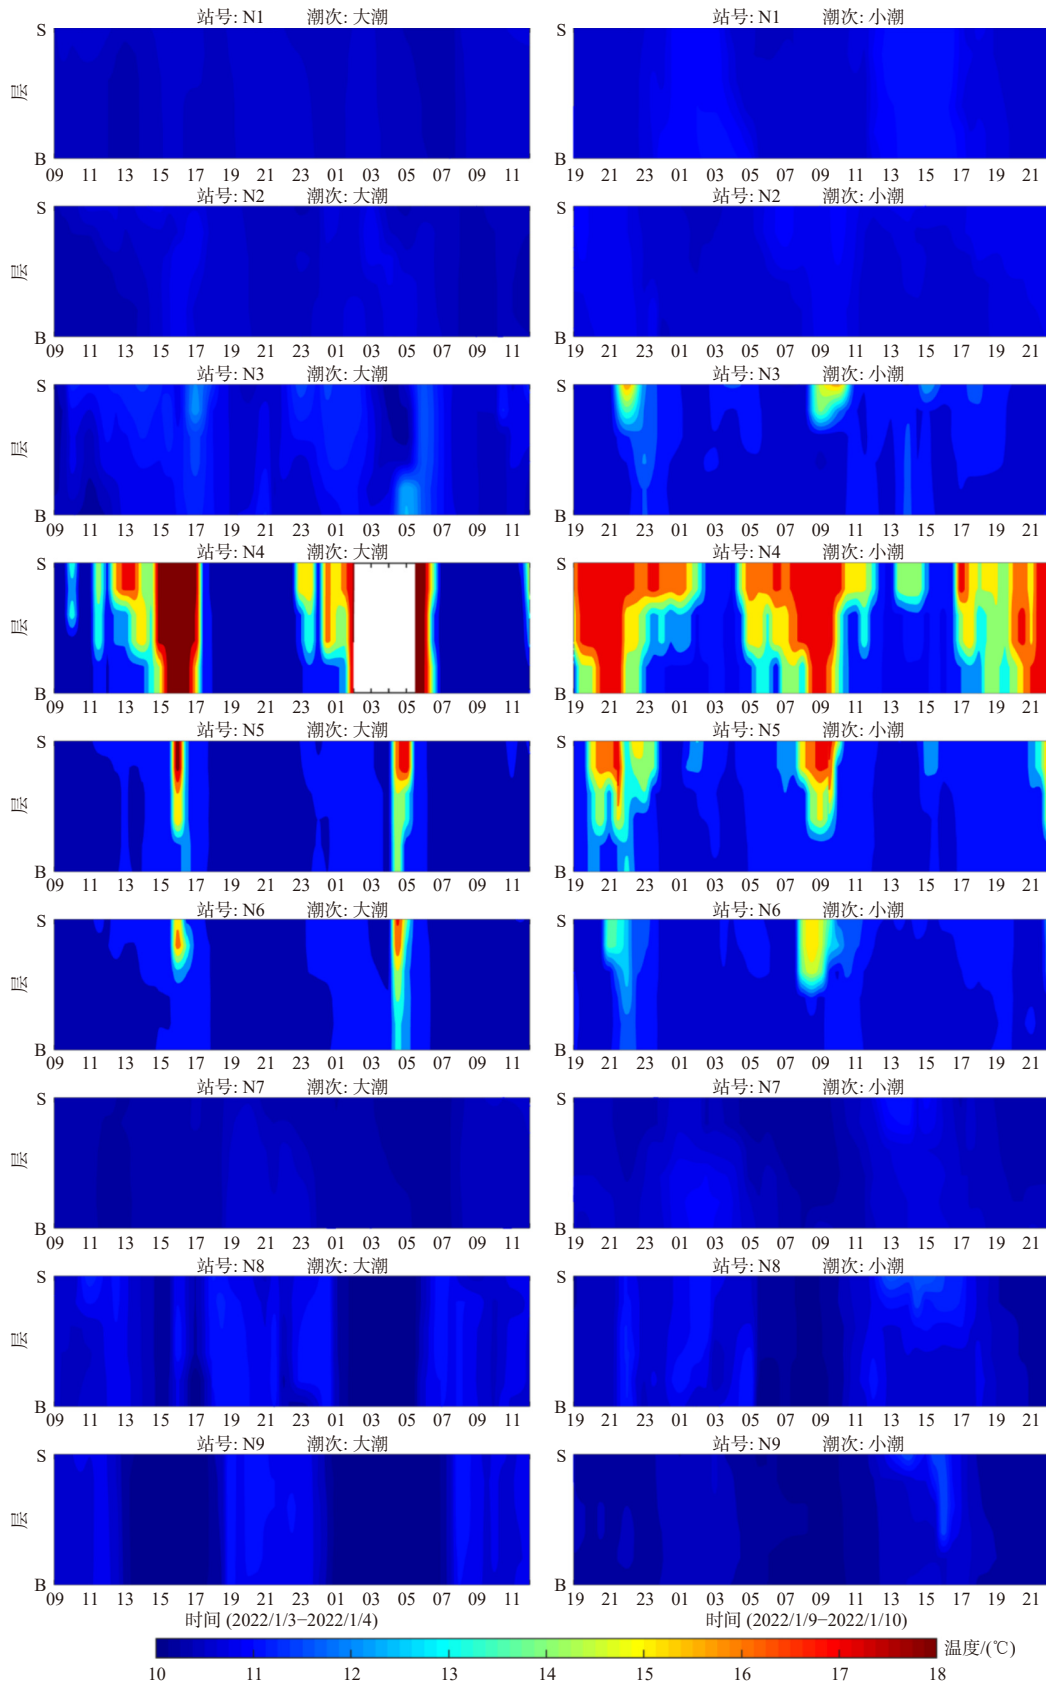 站号: N1 潮次: 大潮 站号: N1 潮次: 小潮
S S
层
B B
09 11 13 15 17 19 21 23 01 03 05 07 09 11 19 21 23 01 03 05 07 09 11 13 15 17 19 21
站号: N2 潮次: 大潮 站号: N2 潮次: 小潮
S S
层
B B
09 11 13 15 17 19 21 23 01 03 05 07 09 11 19 21 23 01 03 05 07 09 11 13 15 17 19 21
站号: N3 潮次: 大潮 站号: N3 潮次: 小潮
S S
层
B B
09 11 13 15 17 19 21 23 01 03 05 07 09 11 19 21 23 01 03 05 07 09 11 13 15 17 19 21
站号: N4 潮次: 大潮 站号: N4 潮次: 小潮
S S
层
B B
09 11 13 15 17 19 21 23 01 03 05 07 09 11 19 21 23 01 03 05 07 09 11 13 15 17 19 21
站号: N5 潮次: 大潮 站号: N5 潮次: 小潮
S S
层
B B
09 11 13 15 17 19 21 23 01 03 05 07 09 11 19 21 23 01 03 05 07 09 11 13 15 17 19 21
站号: N6 潮次: 大潮 站号: N6 潮次: 小潮
S S
层
B B
09 11 13 15 17 19 21 23 01 03 05 07 09 11 19 21 23 01 03 05 07 09 11 13 15 17 19 21
站号: N7 潮次: 大潮 站号: N7 潮次: 小潮
S S
层
B B
09 11 13 15 17 19 21 23 01 03 05 07 09 11 19 21 23 01 03 05 07 09 11 13 15 17 19 21
站号: N8 潮次: 大潮 站号: N8 潮次: 小潮
S S
层
B B
09 11 13 15 17 19 21 23 01 03 05 07 09 11 19 21 23 01 03 05 07 09 11 13 15 17 19 21
站号: N9 潮次: 大潮 站号: N9 潮次: 小潮
S S
层
B B
09 11 13 15 17 19 21 23 01 03 05 07 09 11 19 21 23 01 03 05 07 09 11 13 15 17 19 21
时间 (2022/1/3−2022/1/4) 时间 (2022/1/9−2022/1/10)
温度/(℃)
10 11 12 13 14 15 16 17 18